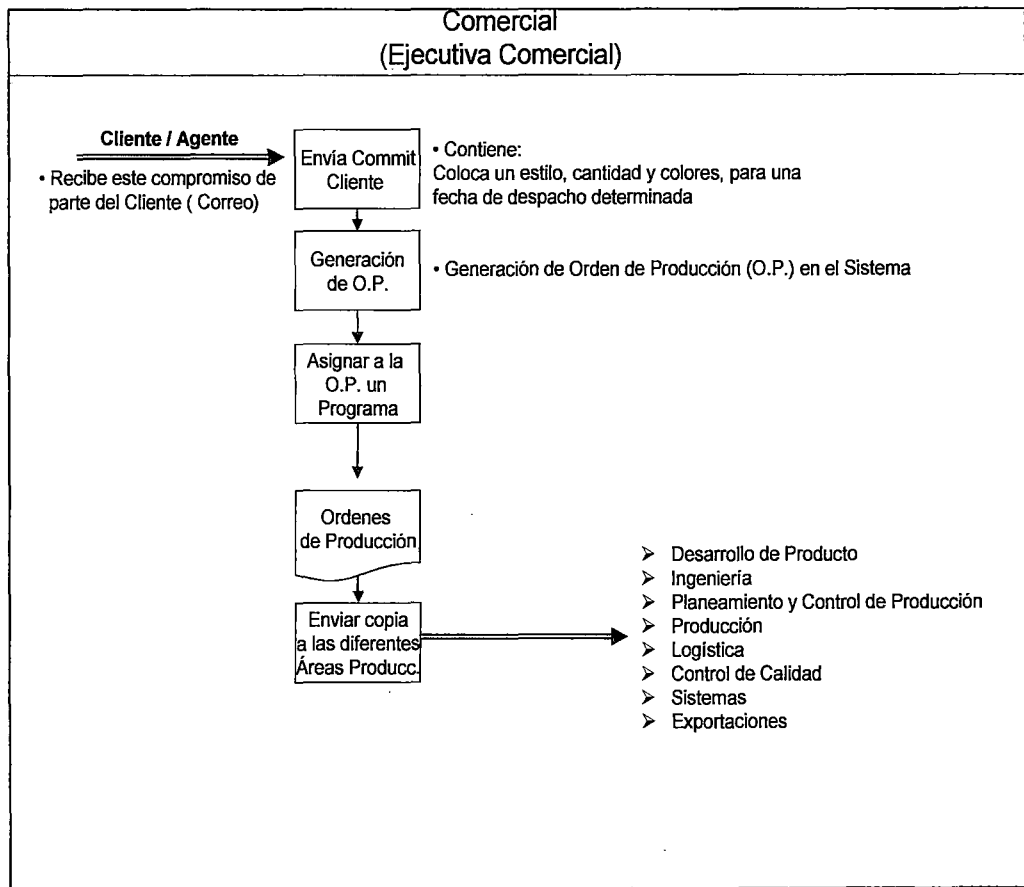 Comercial
(Ejecutiva Comercial)
Cliente / Agente
• Recibe este compromiso de
parte del Cliente ( Correo)
Envía Commit
Cliente
• Contiene:
Coloca un estilo, cantidad y colores, para una
fecha de despacho determinada
Generación
de O.P.
• Generación de Orden de Producción (O.P.) en el Sistema
Asignar a la
O.P. un
Programa
Ordenes
de Producción
Enviar copia
a las diferentes
Áreas Producc.
➢ Desarrollo de Producto
➢ Ingeniería
➢ Planeamiento y Control de Producción
➢ Producción
➢ Logística
➢ Control de Calidad
➢ Sistemas
➢ Exportaciones